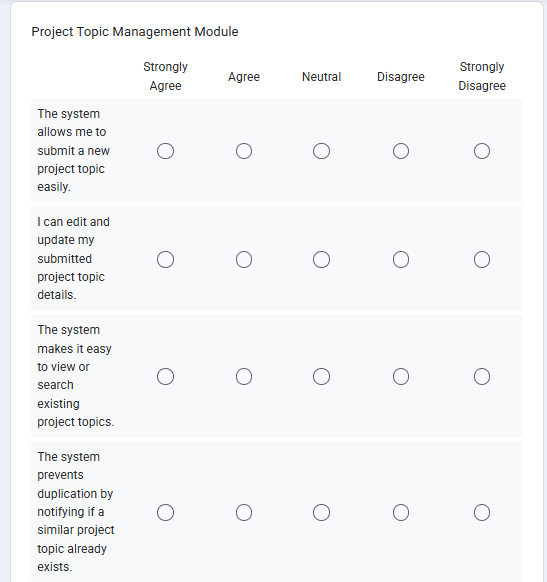 Project Topic Management Module
Strongly Agree
Agree
Neutral
Disagree
Strongly Disagree
The system
allows me to
submit a new
project topic
easily.
I can edit and
update my
submitted
project topic
details.
The system
makes it easy
to view or
search
existing
project topics.
The system
prevents
duplication by
notifying if a
similar project
topic already
exists.